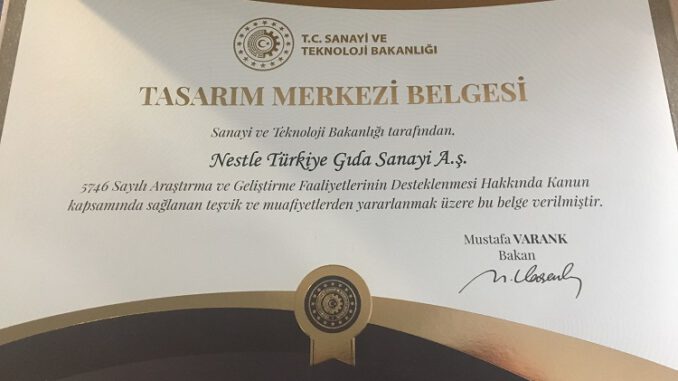 T.C. SANAYİ VE
TEKNOLOJİ BAKANLIĞI
TASARIM MERKEZİ BELGESİ
Sanayi ve Teknoloji Bakanlığı tarafından,
Nestle Türkiye Gıda Sanayi A.ş.
5746 Sayılı Araştırma ve Geliştirme Faaliyetlerinin Desteklenmesi Hakkında Kanun
kapsamında sağlanan teşvik ve muafiyetlerden yararlanmak üzere bu belge verilmiştir.
Mustafa VARANK
Bakan